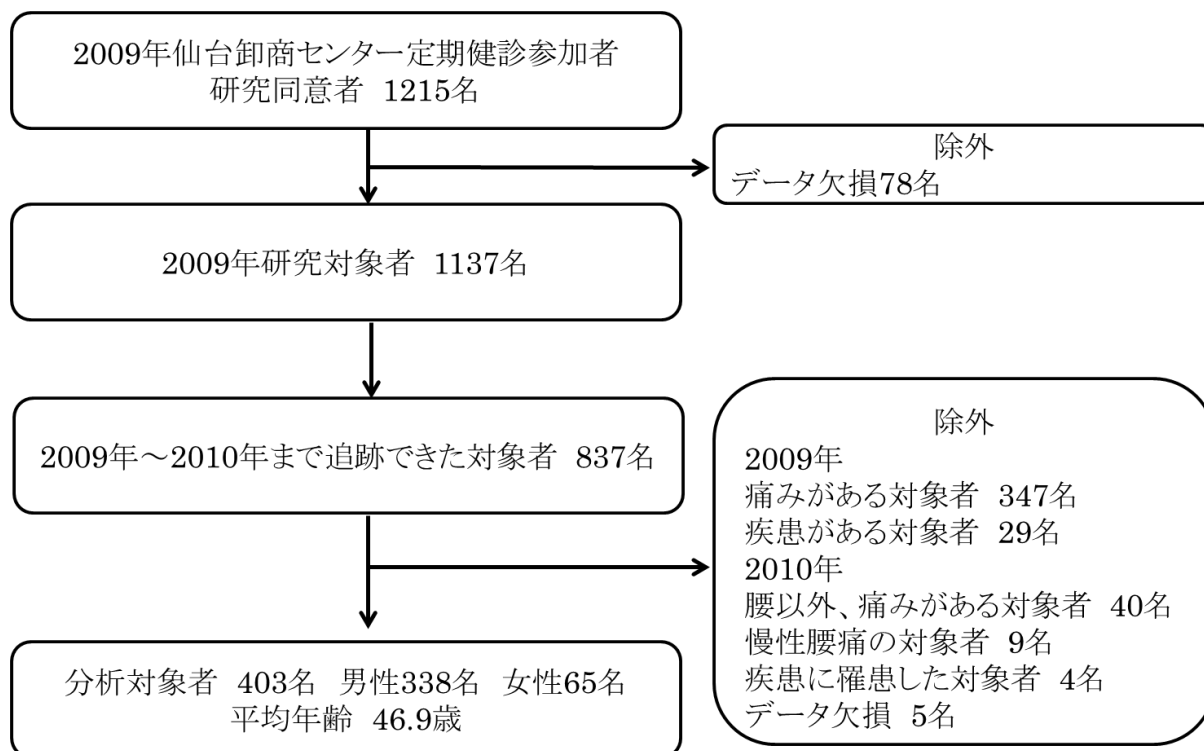 2009年仙台卸商センター定期健診参加者
研究同意者 1215名
除外
データ欠損78名
2009年研究対象者 1137名
2009年～2010年まで追跡できた対象者 837名
除外
2009年
痛みがある対象者 347名
疾患がある対象者 29名
2010年
腰以外、痛みがある対象者 40名
慢性腰痛の対象者 9名
疾患に罹患した対象者 4名
データ欠損 5名
分析対象者 403名 男性338名 女性65名
平均年齢 46.9歳